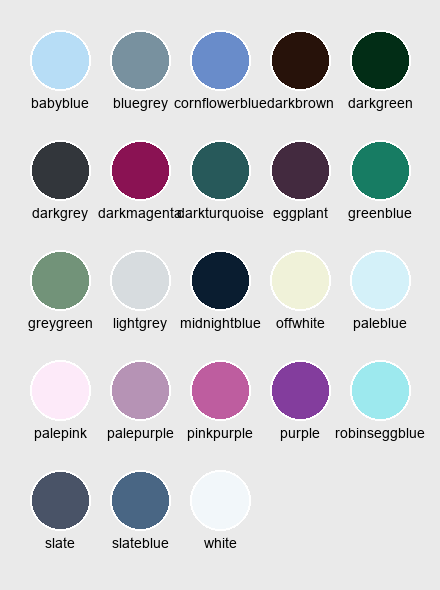 babyblue bluegrey cornflowerblue darkbrown darkgreen
darkgrey darkmagenta darkturquoise eggplant greenblue
greygreen lightgrey midnightblue offwhite paleblue
palepink palepurple pinkpurple purple robinseggblue
slate slateblue white